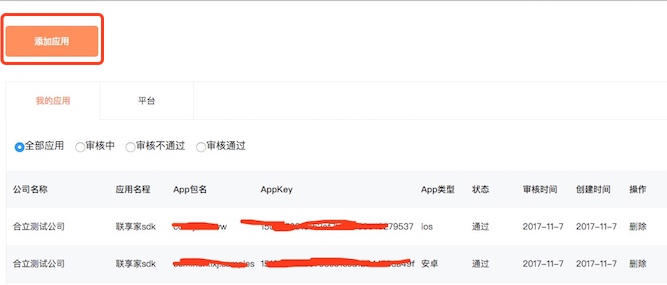 添加应用
我的应用 平台
全部应用 审核中 审核不通过 审核通过
公司名称 应用名程 App包名 AppKey App类型 状态 审核时间 创建时间 操作
合立测试公司 联享家sdk ios 通过 2017-11-7 2017-11-7 删除
合立测试公司 联享家sdk 安卓 通过 2017-11-7 2017-11-7 删除